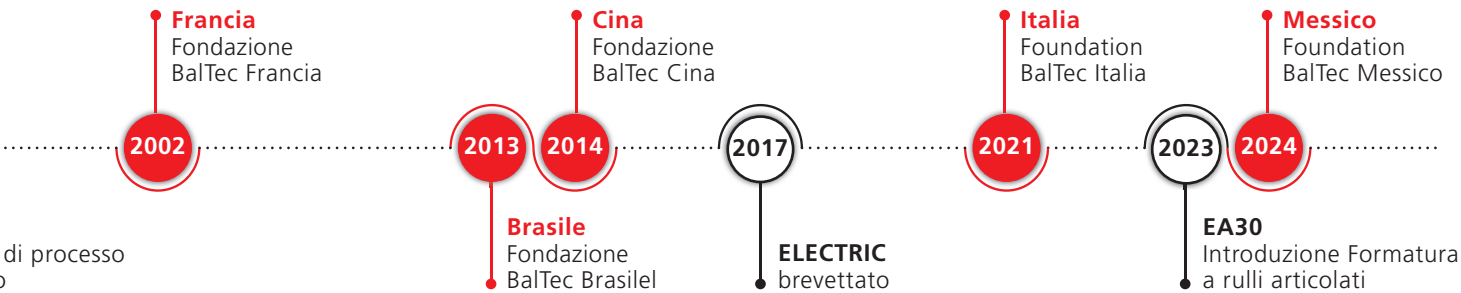 Francia
Fondazione
BalTec Francia
Cina
Fondazione
BalTec Cina
Italia
Foundation
BalTec Italia
Messico
Foundation
BalTec Messico
2002
2013
2014
2017
2021
2023
2024
di processo
o
Brasile
Fondazione
BalTec Brasilel
ELECTRIC
brevettato
EA30
Introduzione Formatura
a rulli articolati